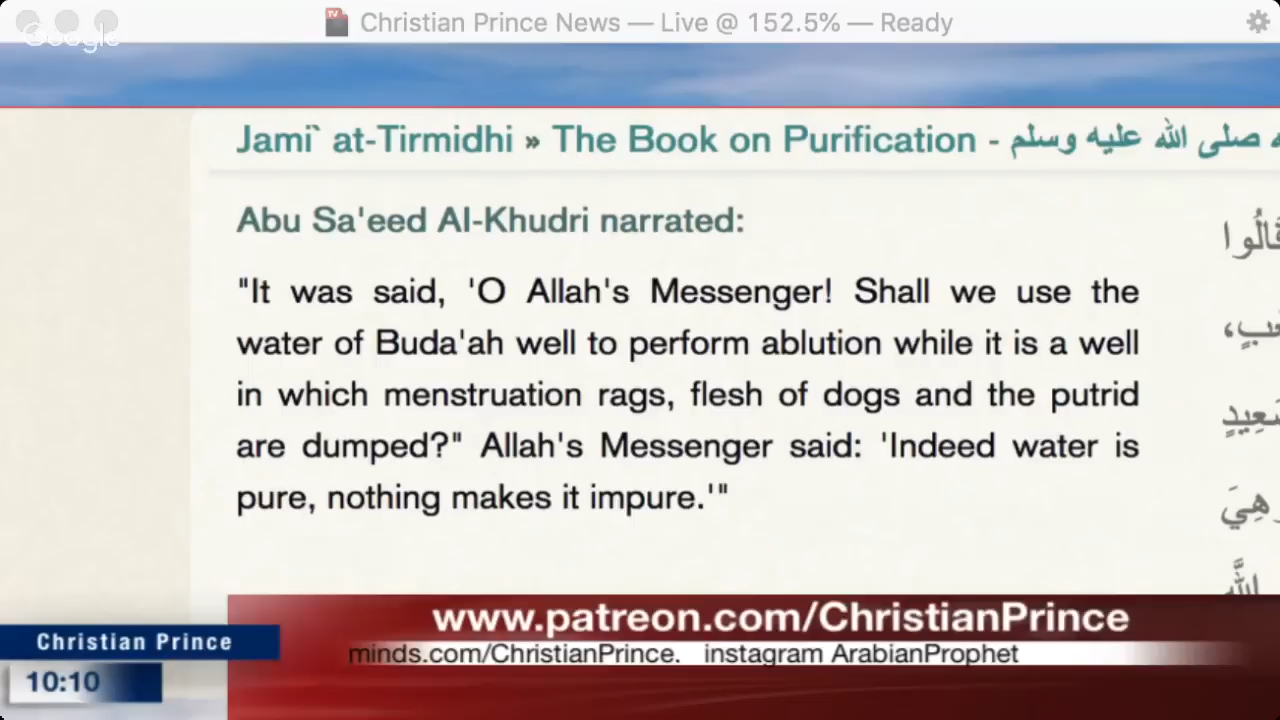 Christian Prince News — Live @ 152.5% — Ready
Google
Jami` at-Tirmidhi » The Book on Purification - صلى الله عليه وسلم
Abu Sa'eed Al-Khudri narrated:
"It was said, 'O Allah's Messenger! Shall we use the
water of Buda'ah well to perform ablution while it is a well
in which menstruation rags, flesh of dogs and the putrid
are dumped?" Allah's Messenger said: 'Indeed water is
pure, nothing makes it impure.'"
www.patreon.com/ChristianPrince
minds.com/ChristianPrince. instagram ArabianProphet
Christian Prince
10:10